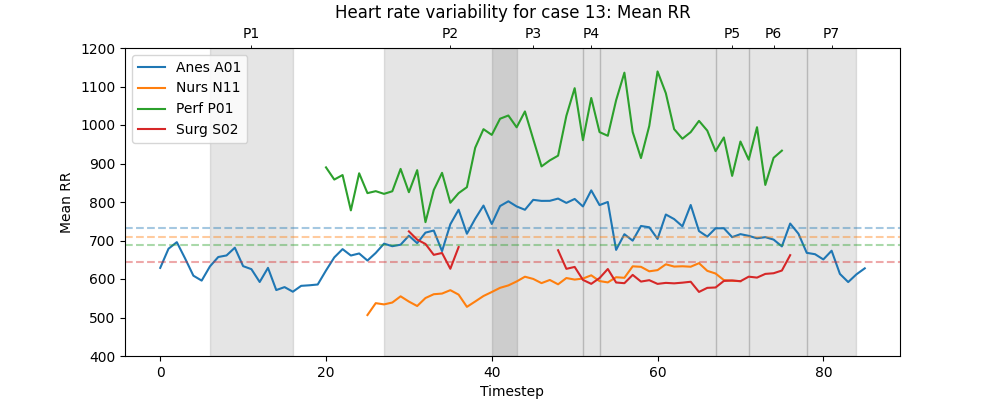 Heart rate variability for case 13: Mean RR
P1 P2 P3 P4 P5 P6 P7
1200
1100
1000
900
800
700
600
500
400
Mean RR
Anes A01
Nurs N11
Perf P01
Surg S02
0 20 40 60 80
Timestep